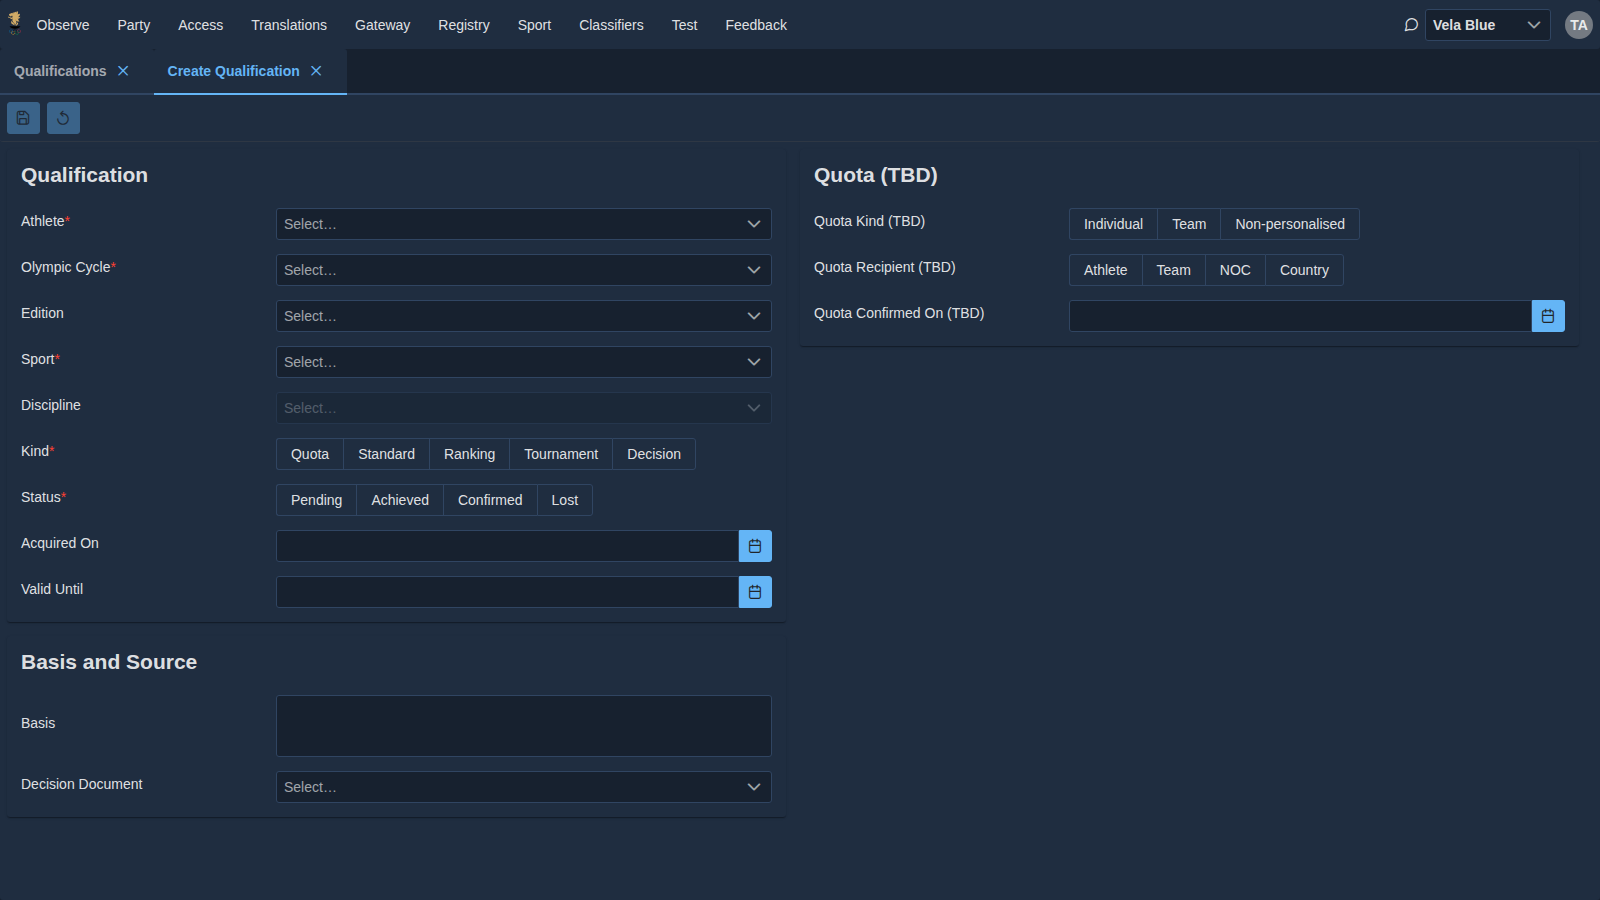 Observe Party Access Translations Gateway Registry Sport Classifiers Test Feedback Vela Blue TA
Qualifications Create Qualification
Qualification
Athlete* Select...
Olympic Cycle* Select...
Edition Select...
Sport* Select...
Discipline Select...
Kind* Quota Standard Ranking Tournament Decision
Status* Pending Achieved Confirmed Lost
Acquired On
Valid Until
Basis and Source
Basis
Decision Document Select...
Quota (TBD)
Quota Kind (TBD) Individual Team Non-personalised
Quota Recipient (TBD) Athlete Team NOC Country
Quota Confirmed On (TBD)